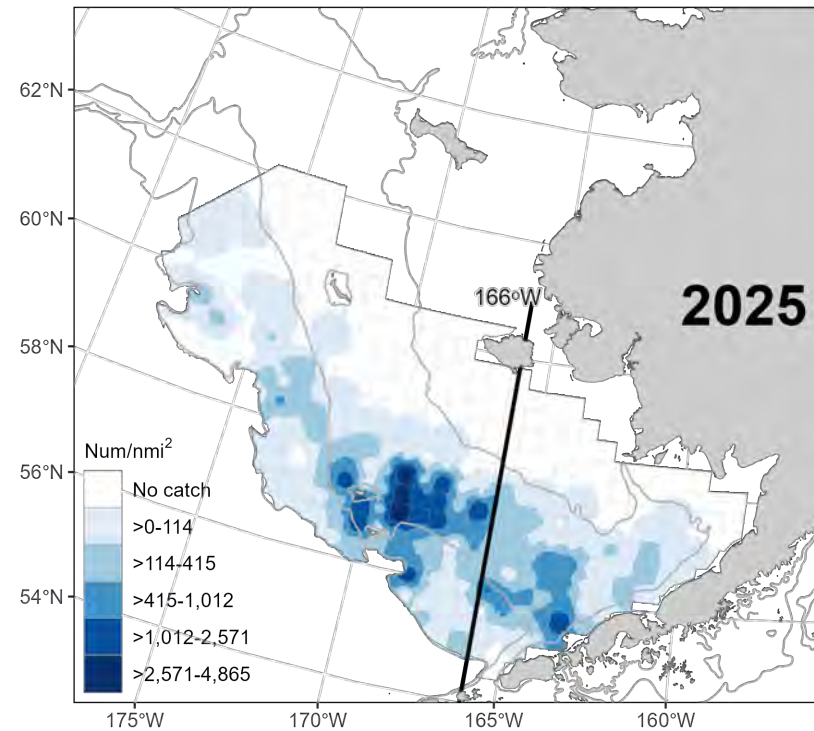 62°N
60°N
58°N
56°N
54°N
166°W
2025
Num/nmi²
No catch
>0-114
>114-415
>415-1,012
>1,012-2,571
>2,571-4,865
175°W
170°W
165°W
160°W